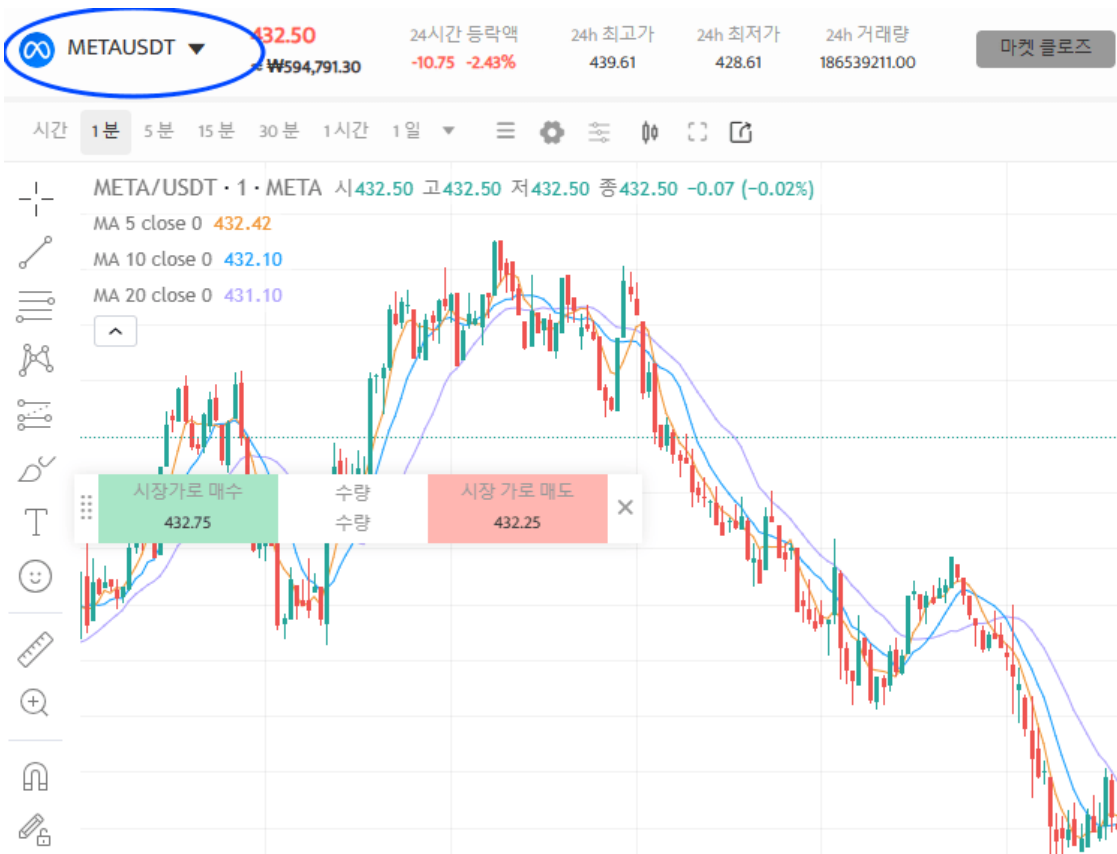 METAUSDT ▼
432.50
≈ ₩594,791.30
24시간 등락액
-10.75 -2.43%
24h 최고가
439.61
24h 최저가
428.61
24h 거래량
186539211.00
마켓 클로즈
시간 1분 5분 15분 30분 1시간 1일 ▼
META/USDT · 1 · META 시432.50 고432.50 저432.50 종432.50 −0.07 (−0.02%)
MA 5 close 0 432.42
MA 10 close 0 432.10
MA 20 close 0 431.10
시장가로 매수 수량 시장 가로 매도
432.75 수량 432.25
T